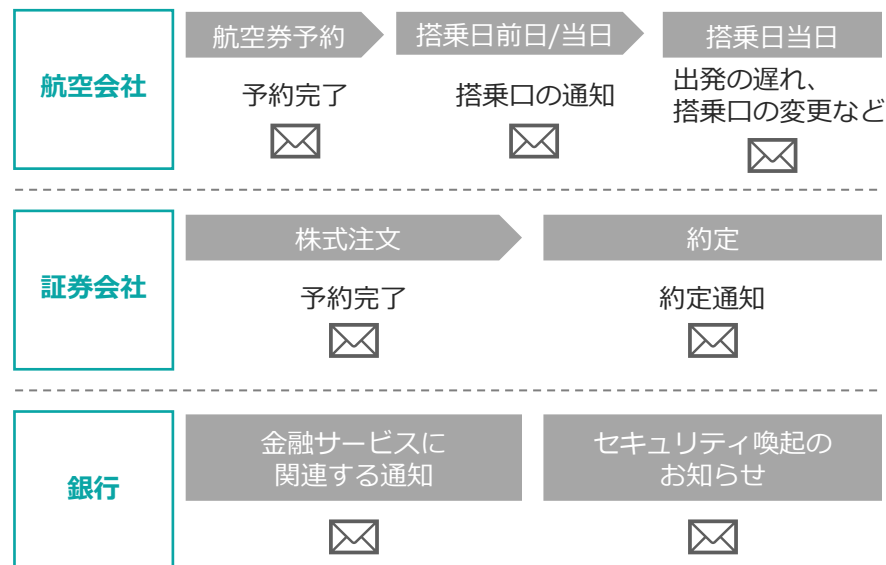 航空会社
航空券予約
搭乗日前日/当日
搭乗日当日
予約完了
搭乗口の通知
出発の遅れ、
搭乗口の変更など
証券会社
株式注文
約定
予約完了
約定通知
銀行
金融サービスに
関連する通知
セキュリティ喚起の
お知らせ